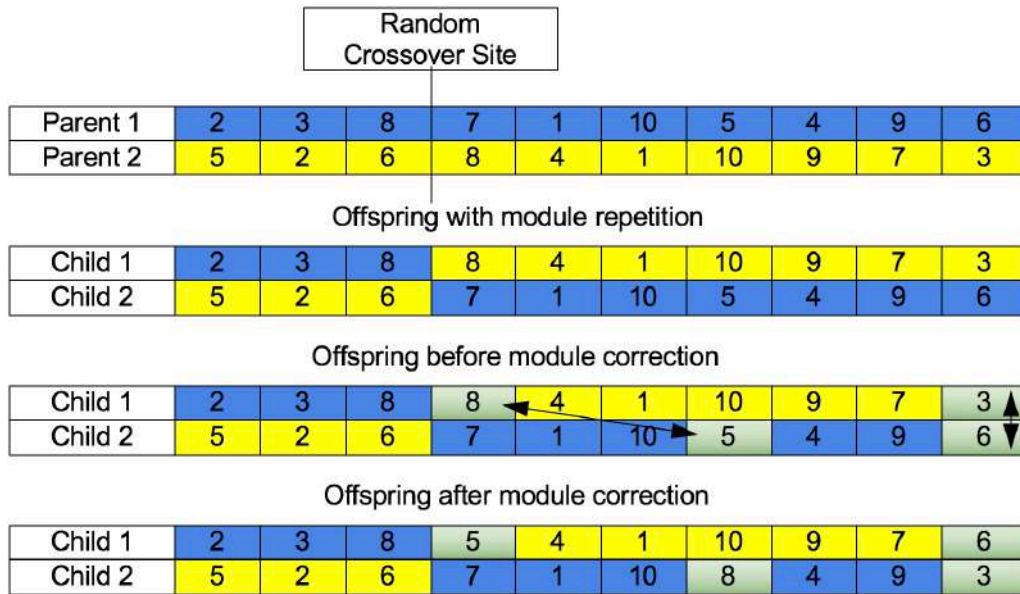 Random
Crossover Site
Parent 1 2 3 8 7 1 10 5 4 9 6
Parent 2 5 2 6 8 4 1 10 9 7 3
Offspring with module repetition
Child 1 2 3 8 8 4 1 10 9 7 3
Child 2 5 2 6 7 1 10 5 4 9 6
Offspring before module correction
Child 1 2 3 8 8 4 1 10 9 7 3
Child 2 5 2 6 7 1 10 5 4 9 6
Offspring after module correction
Child 1 2 3 8 5 4 1 10 9 7 6
Child 2 5 2 6 7 1 10 8 4 9 3